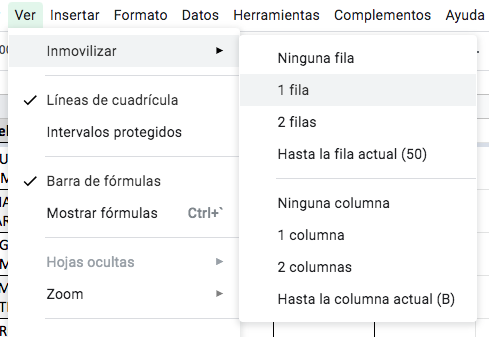 Ver Insertar Formato Datos Herramientas Complementos Ayuda
Inmovilizar
Líneas de cuadrícula
Intervalos protegidos
Barra de fórmulas
Mostrar fórmulas Ctrl+`
Hojas ocultas
Zoom
Ninguna fila
1 fila
2 filas
Hasta la fila actual (50)
Ninguna columna
1 columna
2 columnas
Hasta la columna actual (B)